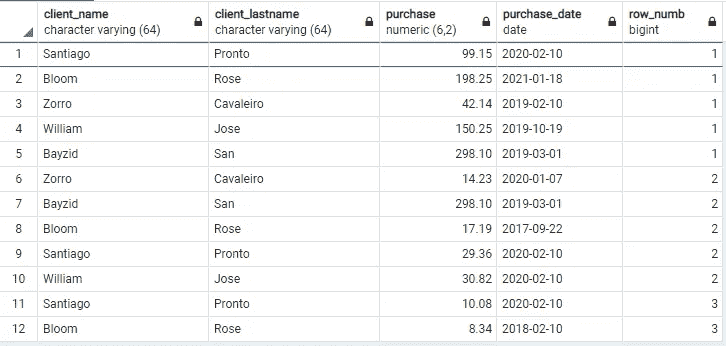 client_name client_lastname purchase purchase_date row_numb
character varying (64) character varying (64) numeric (6,2) date bigint
1 Santiago Pronto 99.15 2020-02-10 1
2 Bloom Rose 198.25 2021-01-18 1
3 Zorro Cavaleiro 42.14 2019-02-10 1
4 William Jose 150.25 2019-10-19 1
5 Bayzid San 298.10 2019-03-01 1
6 Zorro Cavaleiro 14.23 2020-01-07 2
7 Bayzid San 298.10 2019-03-01 2
8 Bloom Rose 17.19 2017-09-22 2
9 Santiago Pronto 29.36 2020-02-10 2
10 William Jose 30.82 2020-02-10 2
11 Santiago Pronto 10.08 2020-02-10 3
12 Bloom Rose 8.34 2018-02-10 3